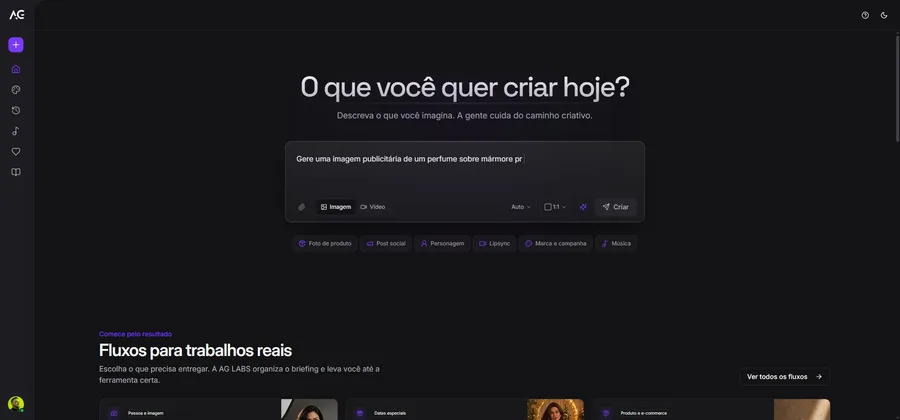 AG
O que você quer criar hoje?
Descreva o que você imagina. A gente cuida do caminho criativo.
Gere uma imagem publicitária de um perfume sobre mármore pr
Imagem
Vídeo
Auto
1:1
Criar
Foto de produto
Post social
Personagem
Lipsync
Marca e campanha
Música
Comece pelo resultado
Fluxos para trabalhos reais
Escolha o que precisa entregar. A AG LABS organiza o briefing e leva você até a
ferramenta certa.
Ver todos os fluxos
Pessoa e imagem
Datas especiais
Produto e e-commerce